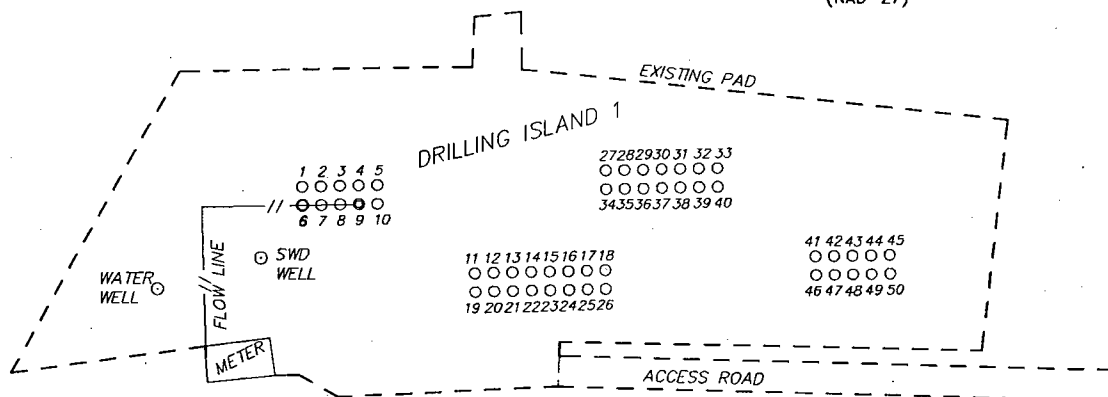 (NAD 27)
EXISTING PAD
DRILLING ISLAND 1
1 2 3 4 5
6 7 8 9 10
27 28 29 30 31 32 33
34 35 36 37 38 39 40
SWD
WELL
WATER
WELL
FLOW LINE
11 12 13 14 15 16 17 18
19 20 21 22 23 24 25 26
41 42 43 44 45
46 47 48 49 50
METER
ACCESS ROAD